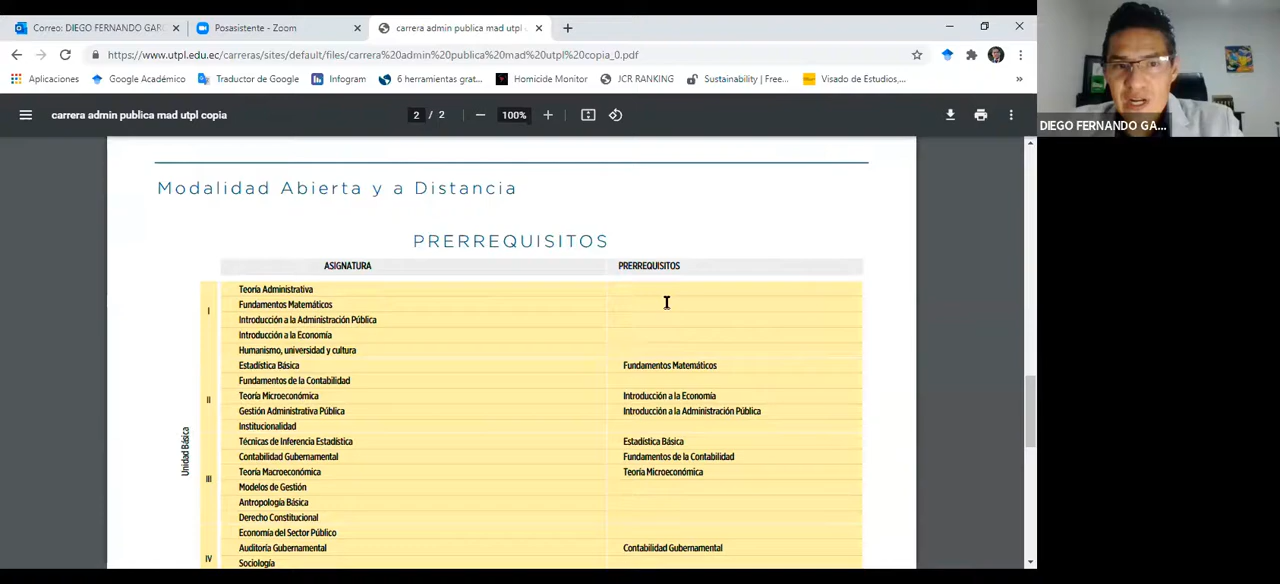 Correo: DIEGO FERNANDO GAR
Posasistente - Zoom
carrera admin publica mad utpl c
https://www.utpl.edu.ec/carreras/sites/default/files/carrera%20admin%20publica%20mad%20utpl%20copia_0.pdf
Aplicaciones
Google Académico
Traductor de Google
Infogram
6 herramientas grat...
Homicide Monitor
JCR RANKING
Sustainability | Free...
Visado de Estudios,...
»
carrera admin publica mad utpl copia
2 / 2
100%
DIEGO FERNANDO GA...
Modalidad Abierta y a Distancia
PRERREQUISITOS
ASIGNATURA PRERREQUISITOS
Unidad Básica
I
Teoría Administrativa
Fundamentos Matemáticos
Introducción a la Administración Pública
Introducción a la Economía
Humanismo, universidad y cultura
II
Estadística Básica Fundamentos Matemáticos
Fundamentos de la Contabilidad
Teoría Microeconómica Introducción a la Economía
Gestión Administrativa Pública Introducción a la Administración Pública
Institucionalidad
III
Técnicas de Inferencia Estadística Estadística Básica
Contabilidad Gubernamental Fundamentos de la Contabilidad
Teoría Macroeconómica Teoría Microeconómica
Modelos de Gestión
Antropología Básica
Derecho Constitucional
IV
Economía del Sector Público
Auditoría Gubernamental Contabilidad Gubernamental
Sociología